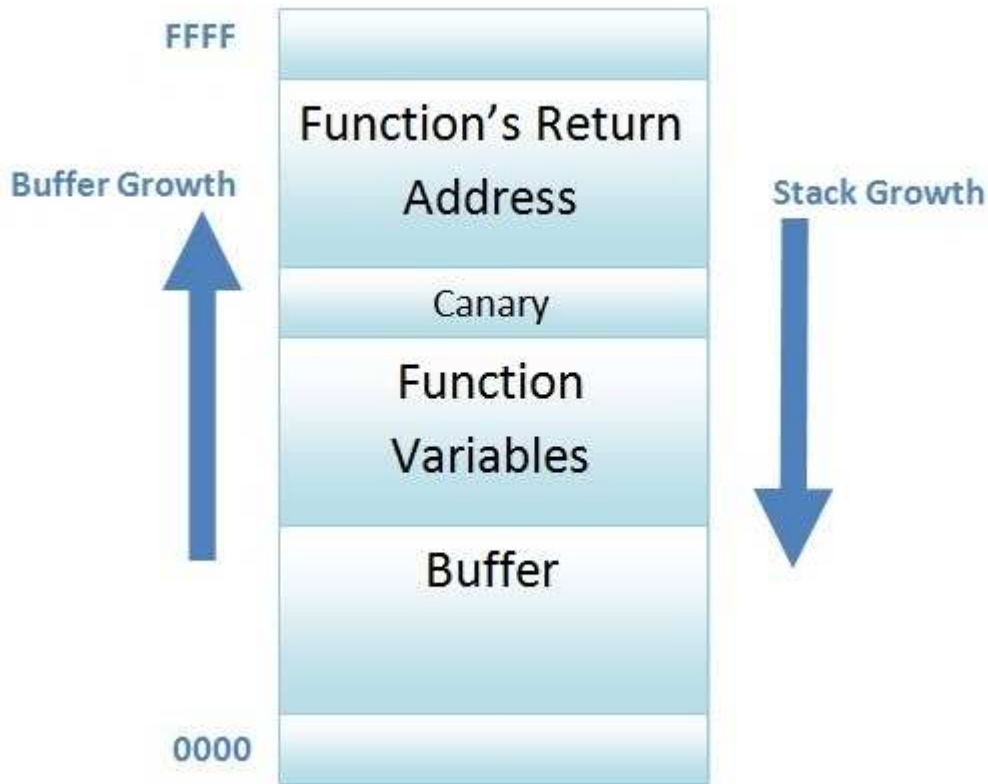 FFFF
Function’s Return
Address
Buffer Growth
Stack Growth
Canary
Function
Variables
Buffer
0000